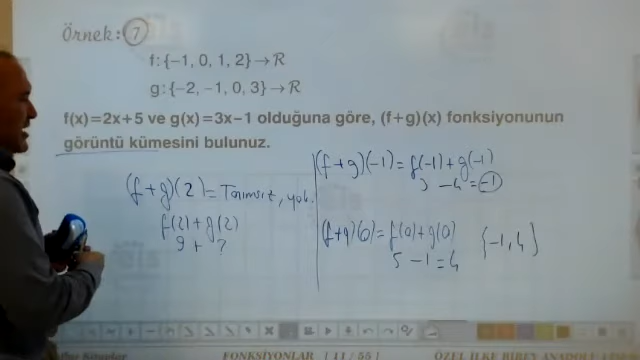 Örnek: 7
f:{-1, 0, 1, 2}→R
g:{-2, -1, 0, 3}→R
f(x)=2x+5 ve g(x)=3x-1 olduğuna göre, (f+g)(x) fonksiyonunun
görüntü kümesini bulunuz.
(f+g)(2) = Tanımsız, yok.
f(2)+g(2)
9 + ?
(f+g)(-1) = f(-1)+g(-1)
3 -4 = -1
(f+g)(0) = f(0)+g(0)
5 -1 = 4
{-1,4}
FONKSİYONLAR [ 11 / 55 ]